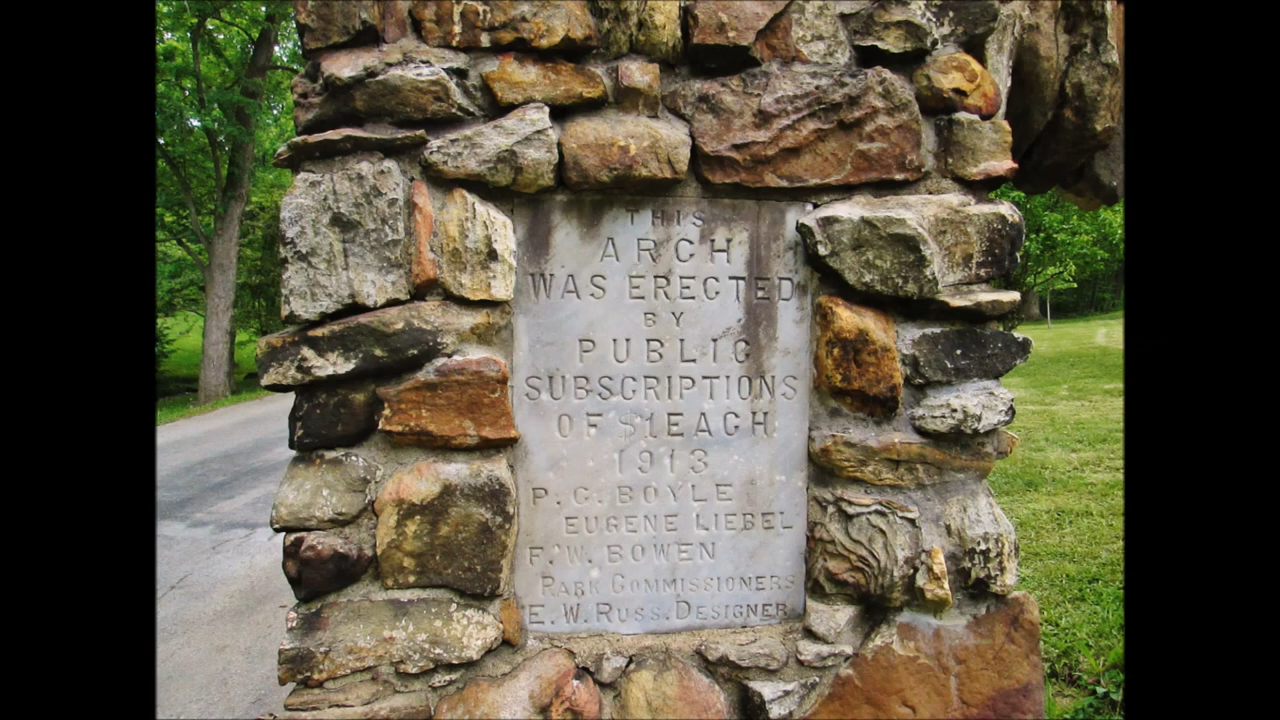 THIS
ARCH
WAS ERECTED
BY
PUBLIC
SUBSCRIPTIONS
OF $1 EACH
1913
P. C. BOYLE
EUGENE LIEBEL
F. W. BOWEN
PARK COMMISSIONERS
E. W. RUSS. DESIGNER